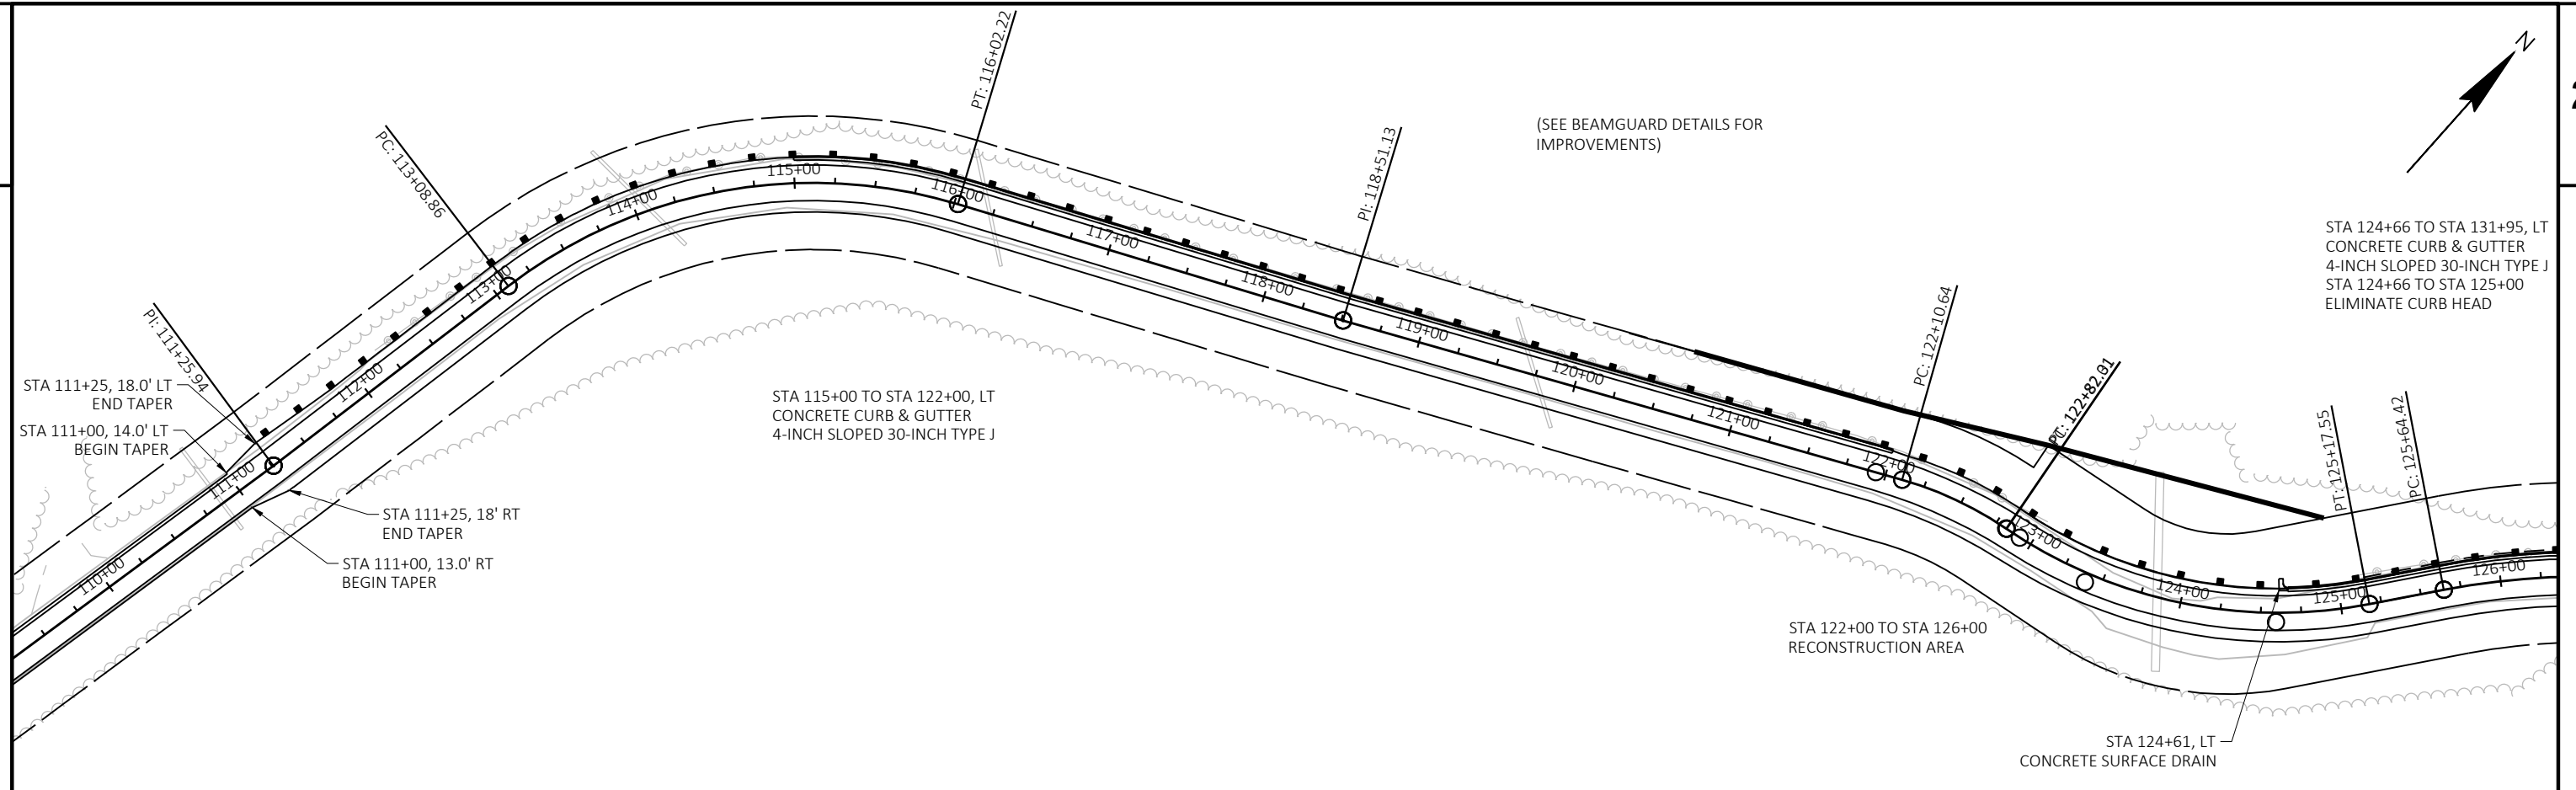 N
PT: 116+02.22
PC: 113+08.86
PI: 118+51.13
(SEE BEAMGUARD DETAILS FOR
IMPROVEMENTS)
115+00
114+00
116+00
117+00
113+00
118+00
119+00
STA 124+66 TO STA 131+95, LT
CONCRETE CURB & GUTTER
4-INCH SLOPED 30-INCH TYPE J
STA 124+66 TO STA 125+00
ELIMINATE CURB HEAD
PI: 111+25.94
PC: 122+10.64
STA 111+25, 18.0' LT
END TAPER
STA 111+00, 14.0' LT
BEGIN TAPER
112+00
111+00
110+00
STA 115+00 TO STA 122+00, LT
CONCRETE CURB & GUTTER
4-INCH SLOPED 30-INCH TYPE J
120+00
121+00
122+00
PT: 125+17.55
PC: 125+64.42
STA 111+25, 18' RT
END TAPER
STA 111+00, 13.0' RT
BEGIN TAPER
123+00
124+00
125+00
126+00
STA 122+00 TO STA 126+00
RECONSTRUCTION AREA
STA 124+61, LT
CONCRETE SURFACE DRAIN